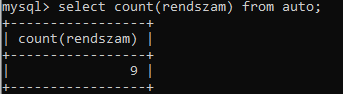 mysql> select count(rendszam) from auto;
+-----------------+
| count(rendszam) |
+-----------------+
|               9 |
+-----------------+